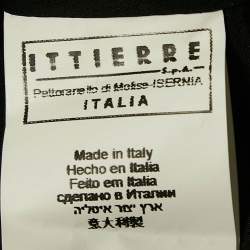 ITTIERRE
s.p.a.
Pettoranello di Molise-ISERNIA
ITALIA
Made in Italy
Hecho en Italia
Feito em Italia
сделано в Италии
ארץ יצור איטליה
意大利製